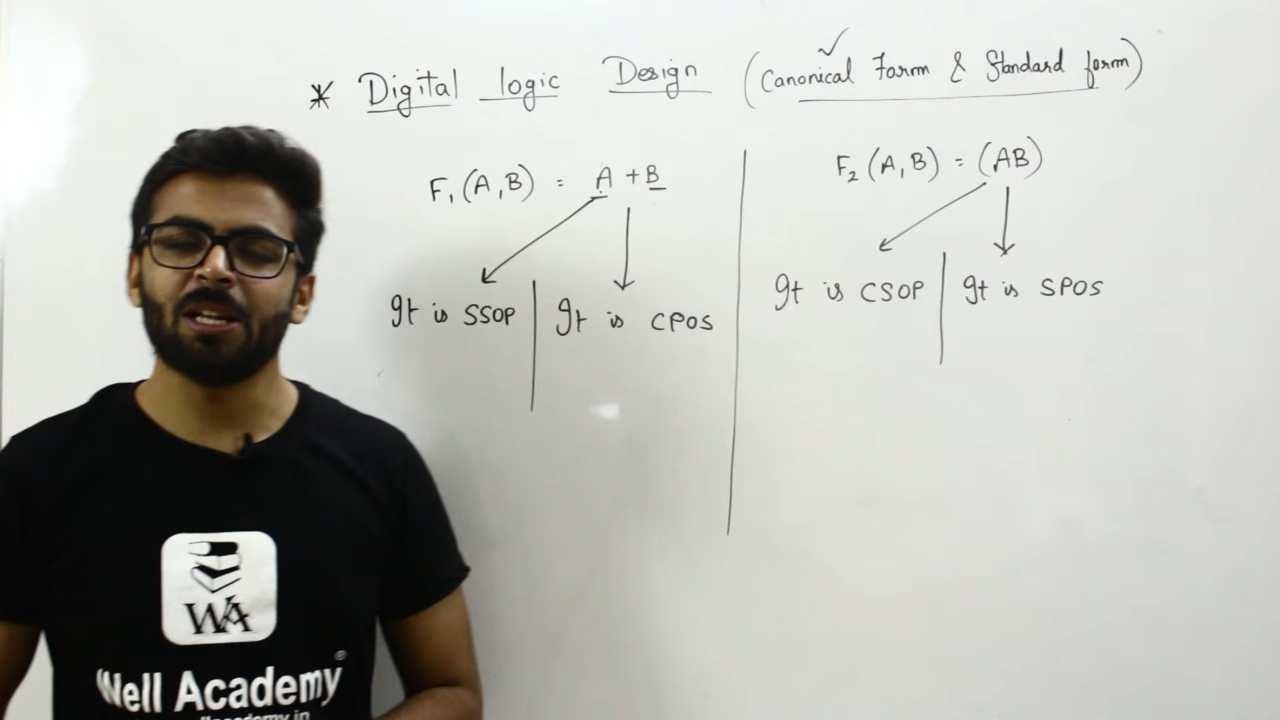 * Digital logic Design (Canonical Form & Standard form)
F₁(A,B) = A + B
It is SSOP
It is CPOS
F₂(A,B) = (AB)
It is CSOP
It is SPOS
WA
Well Academy